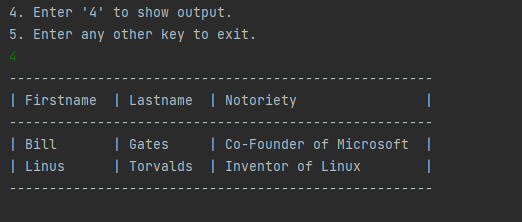 4. Enter '4' to show output.
5. Enter any other key to exit.
4
-----------------------------------------------------
| Firstname  | Lastname  | Notoriety                |
-----------------------------------------------------
| Bill       | Gates     | Co-Founder of Microsoft  |
| Linus      | Torvalds  | Inventor of Linux        |
-----------------------------------------------------